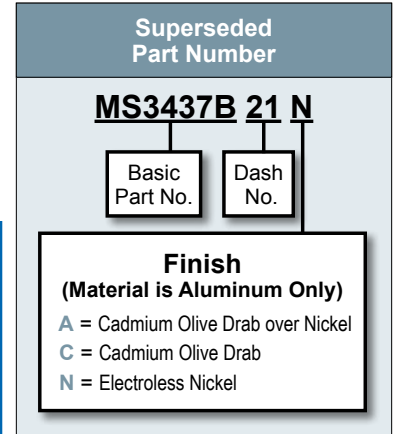 Superseded
Part Number
MS3437B 21 N
Basic
Part No.
Dash
No.
Finish
(Material is Aluminum Only)
A = Cadmium Olive Drab over Nickel
C = Cadmium Olive Drab
N = Electroless Nickel